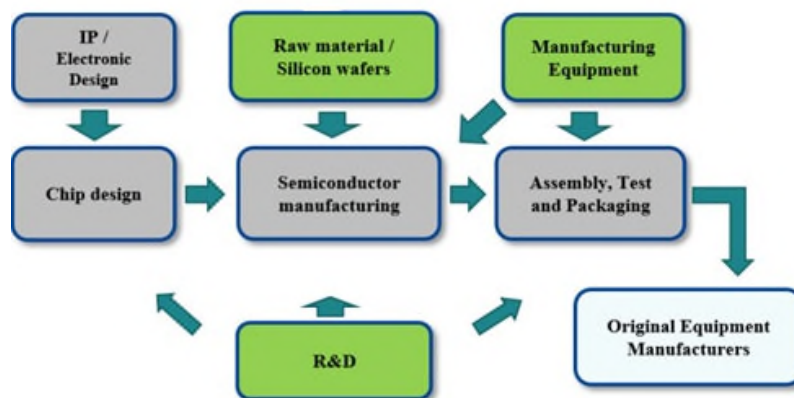 IP /
Electronic
Design
Raw material /
Silicon wafers
Manufacturing
Equipment
Chip design
Semiconductor
manufacturing
Assembly, Test
and Packaging
R&D
Original Equipment
Manufacturers